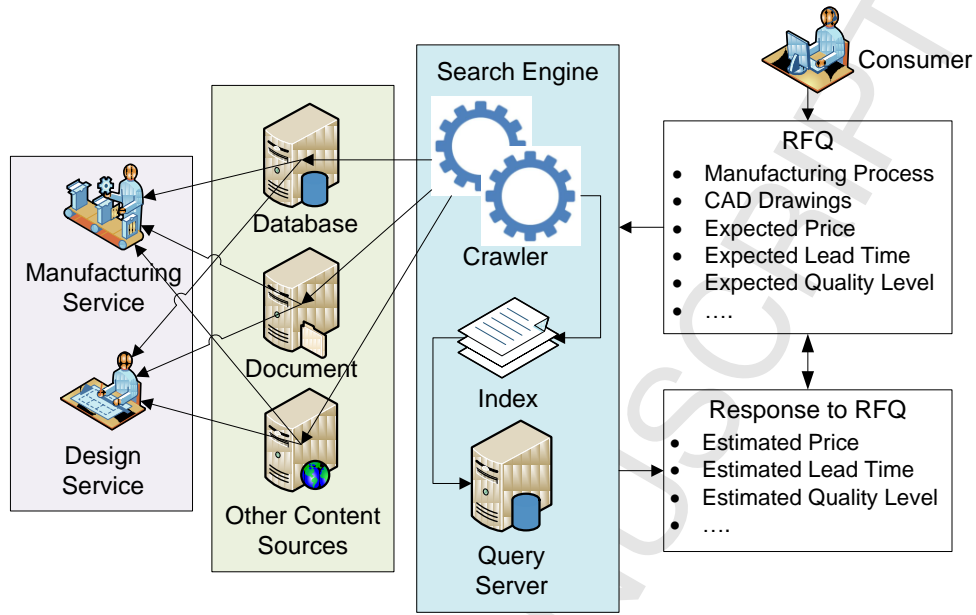 Consumer
Search Engine
RFQ
• Manufacturing Process
• CAD Drawings
• Expected Price
• Expected Lead Time
• Expected Quality Level
• ....
Database
Crawler
Manufacturing
Service
Document
Index
Response to RFQ
• Estimated Price
• Estimated Lead Time
• Estimated Quality Level
• ....
Design
Service
Other Content
Sources
Query
Server
USCRIPT